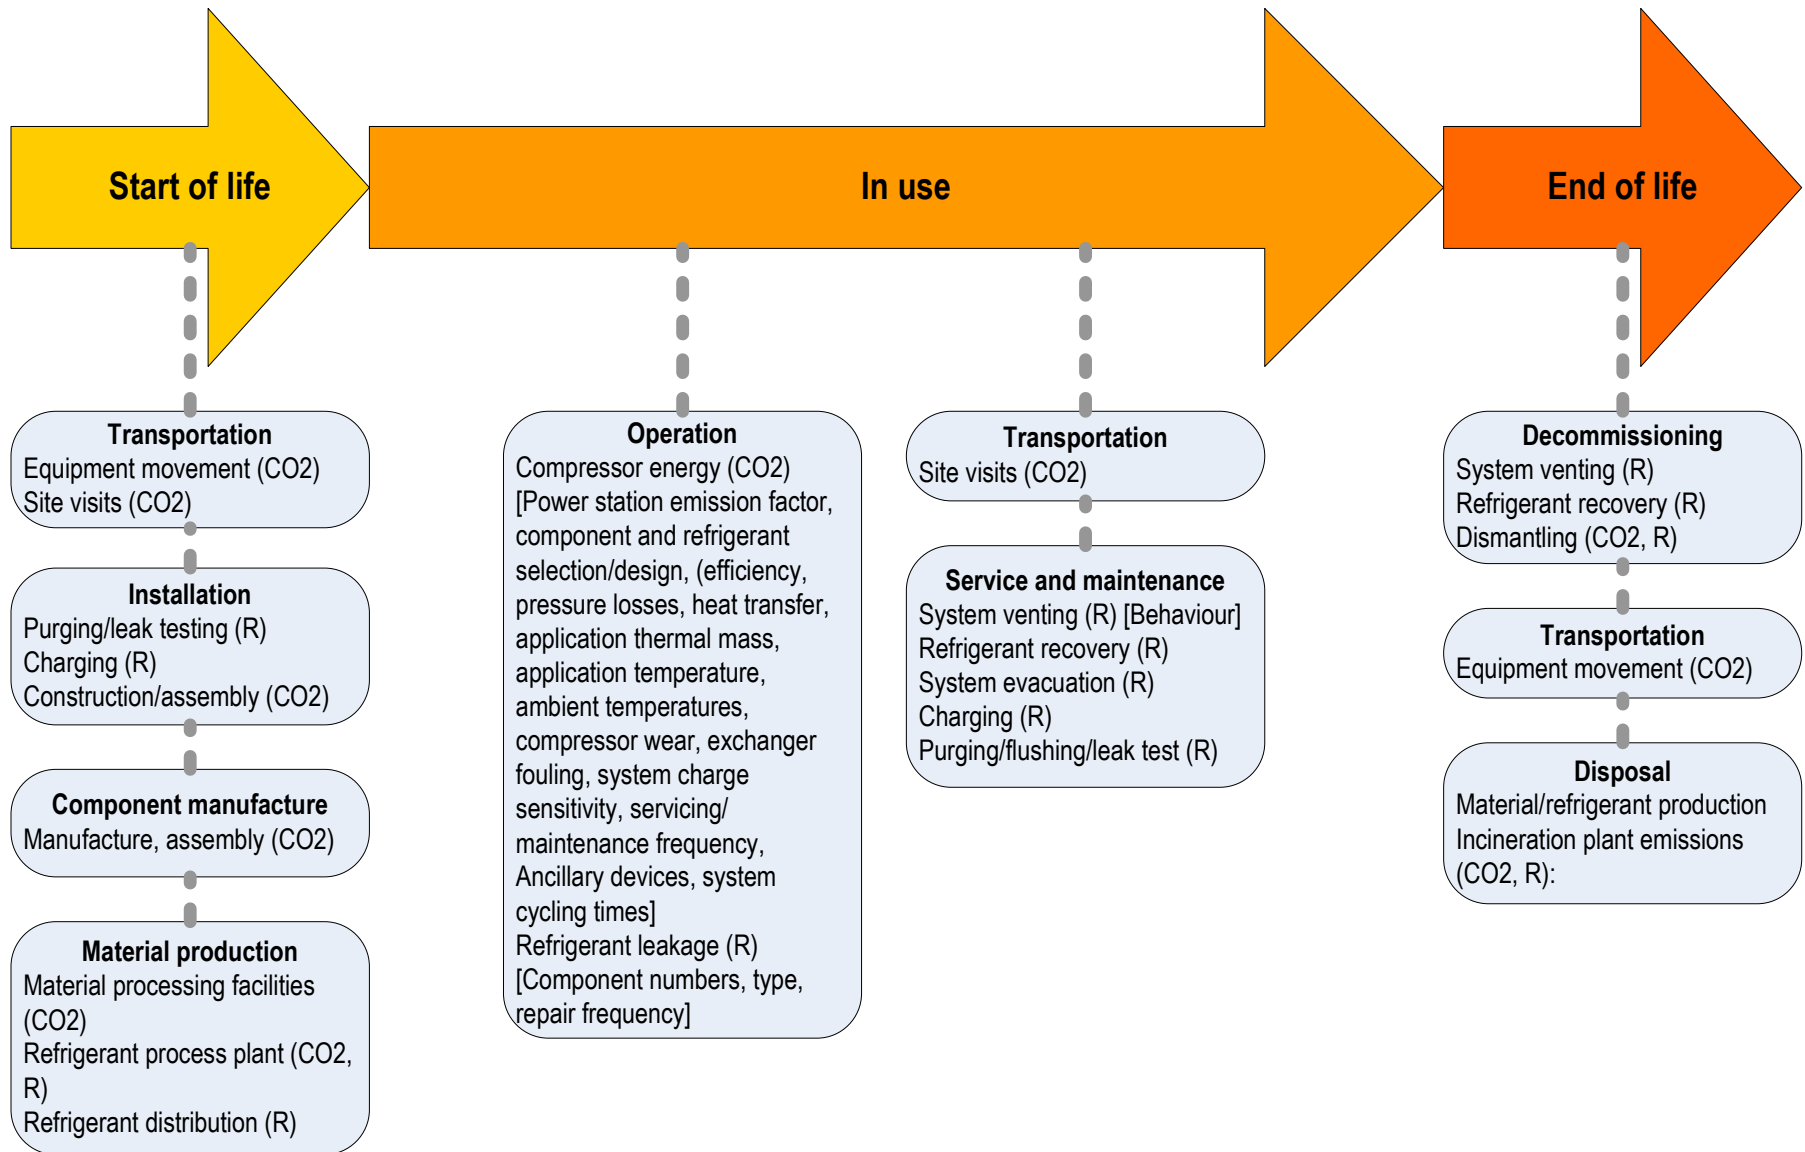 Start of life
In use
End of life
Transportation
Equipment movement (CO2)
Site visits (CO2)
Installation
Purging/leak testing (R)
Charging (R)
Construction/assembly (CO2)
Component manufacture
Manufacture, assembly (CO2)
Material production
Material processing facilities
(CO2)
Refrigerant process plant (CO2,
R)
Refrigerant distribution (R)
Operation
Compressor energy (CO2)
[Power station emission factor,
component and refrigerant
selection/design, (efficiency,
pressure losses, heat transfer,
application thermal mass,
application temperature,
ambient temperatures,
compressor wear, exchanger
fouling, system charge
sensitivity, servicing/
maintenance frequency,
Ancillary devices, system
cycling times]
Refrigerant leakage (R)
[Component numbers, type,
repair frequency]
Transportation
Site visits (CO2)
Service and maintenance
System venting (R) [Behaviour]
Refrigerant recovery (R)
System evacuation (R)
Charging (R)
Purging/flushing/leak test (R)
Decommissioning
System venting (R)
Refrigerant recovery (R)
Dismantling (CO2, R)
Transportation
Equipment movement (CO2)
Disposal
Material/refrigerant production
Incineration plant emissions
(CO2, R):